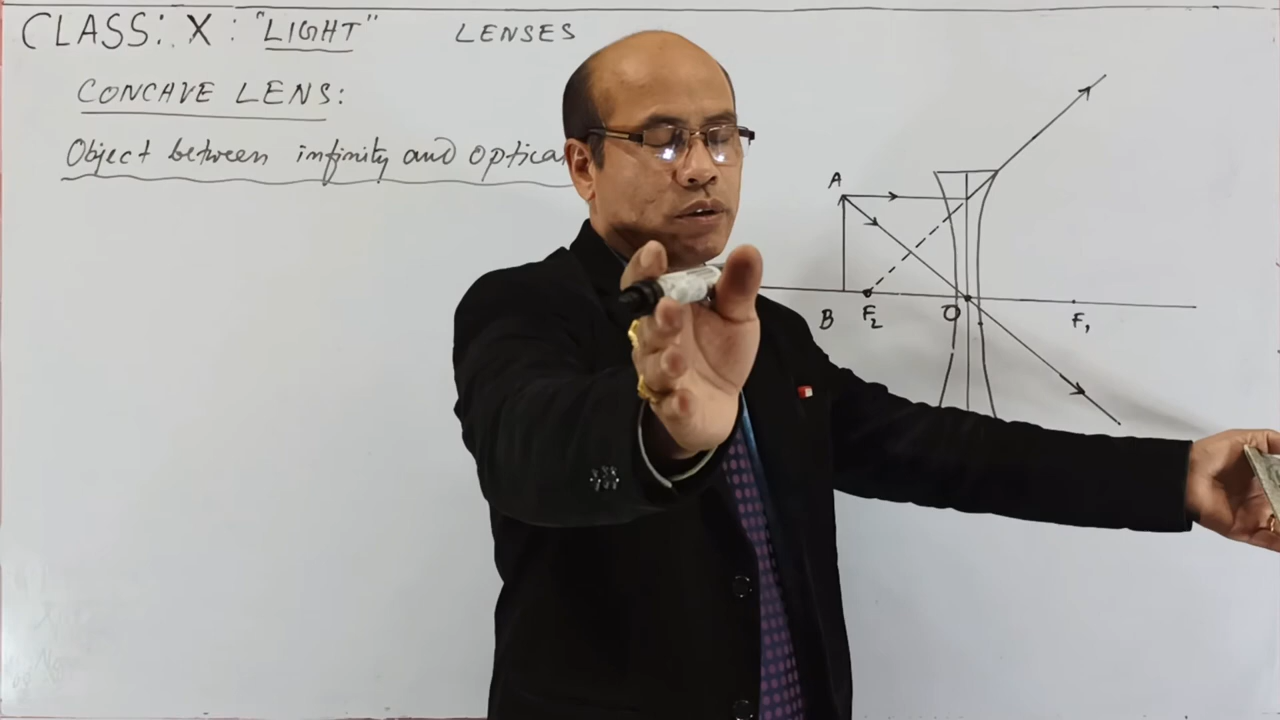 CLASS: X: "LIGHT" LENSES
CONCAVE LENS:
Object between infinity and optica
A
B F₂ O F₁